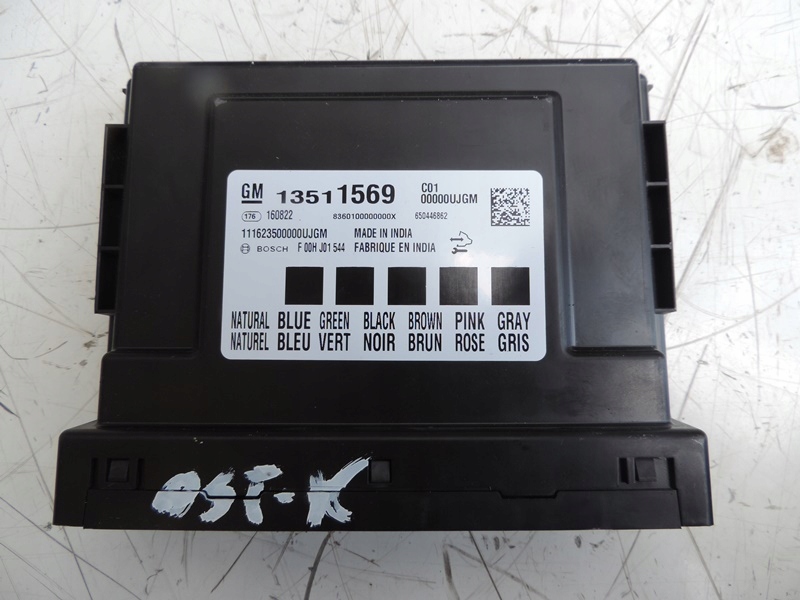 GM 13511569 C01
00000UJGM
176 160822 8360100000000X 650446862
111623500000UJGM MADE IN INDIA
BOSCH F 00H J01 544 FABRIQUE EN INDIA
NATURAL BLUE GREEN BLACK BROWN PINK GRAY
NATUREL BLEU VERT NOIR BRUN ROSE GRIS
OST-K